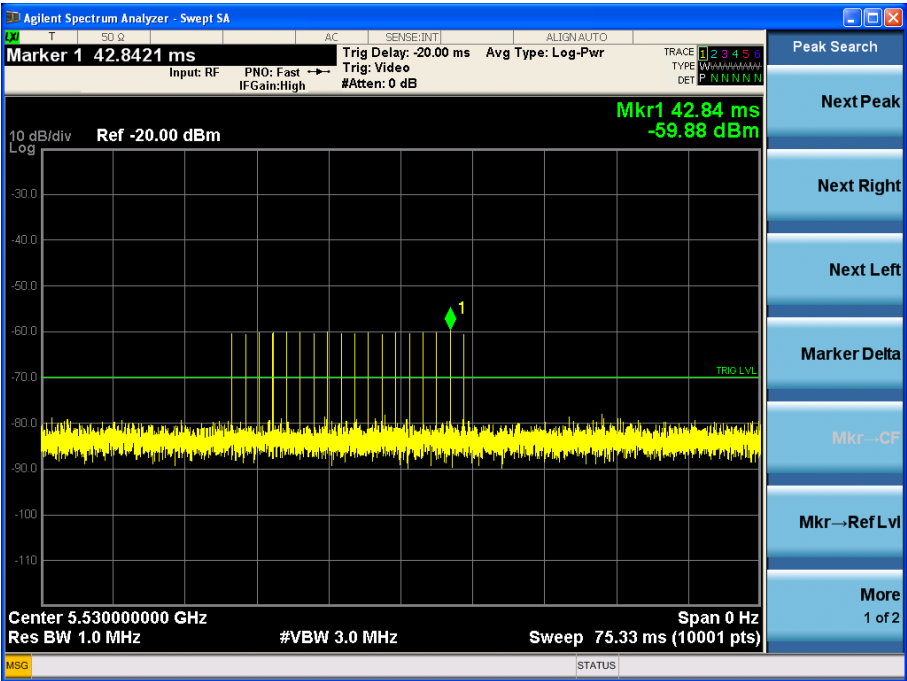 Agilent Spectrum Analyzer - Swept SA
LXI T 50 Ω AC SENSE:INT ALIGN AUTO
Marker 1 42.8421 ms
Input: RF PNO: Fast
IFGain:High
Trig Delay: -20.00 ms
Trig: Video
#Atten: 0 dB
Avg Type: Log-Pwr
TRACE 1 2 3 4 5 6
TYPE
DET P N N N N N
Mkr1 42.84 ms
-59.88 dBm
10 dB/div Ref -20.00 dBm
Log
-30.0
-40.0
-50.0
1
-60.0
-70.0
TRIG LVL
-80.0
-90.0
-100
-110
Center 5.530000000 GHz Span 0 Hz
Res BW 1.0 MHz #VBW 3.0 MHz Sweep 75.33 ms (10001 pts)
MSG STATUS
Peak Search
Next Peak
Next Right
Next Left
Marker Delta
Mkr→CF
Mkr→Ref Lvl
More
1 of 2